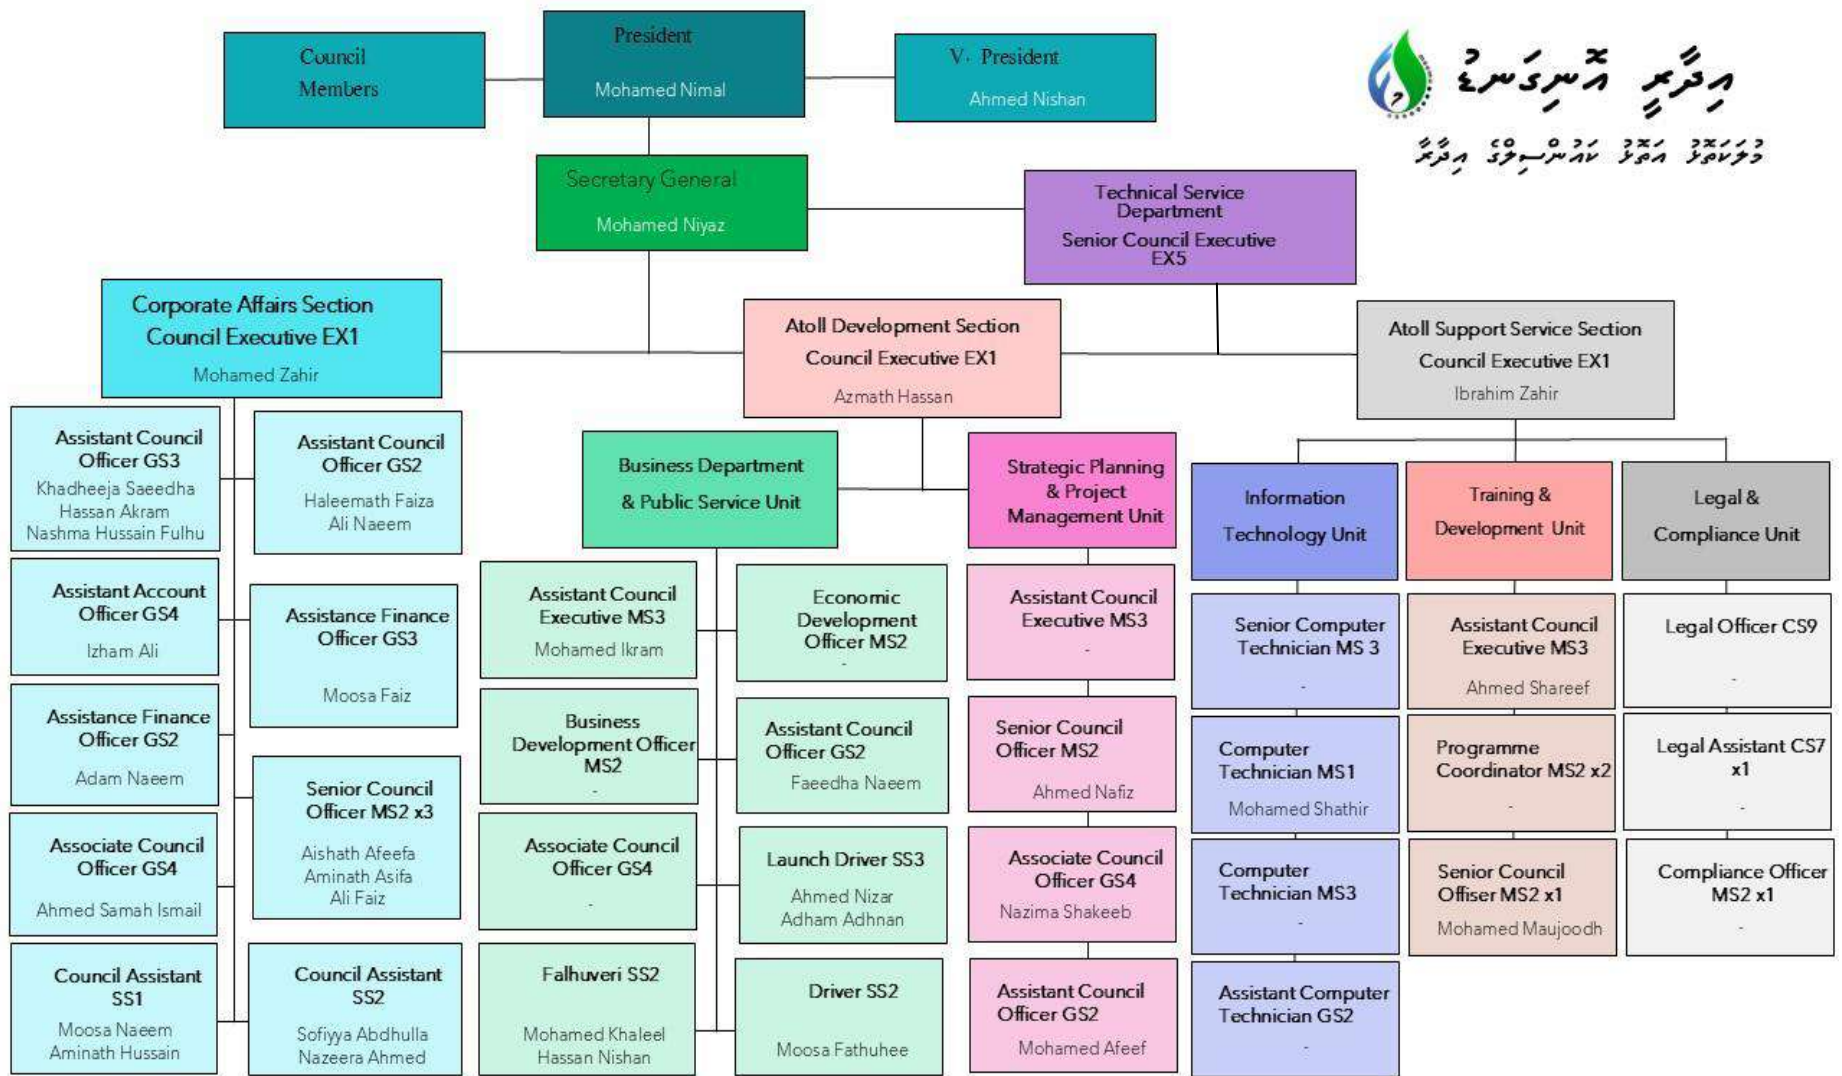 Council
Members
President
Mohamed Nimal
V. President
Ahmed Nishan
އިދާރީ އޮނިގަނޑު
މުލަކަތޮޅު އަތޮޅު ކައުންސިލްގެ އިދާރާ
Secretary General
Mohamed Niyaz
Technical Service
Department
Senior Council Executive
EX5
Corporate Affairs Section
Council Executive EX1
Mohamed Zahir
Atoll Development Section
Council Executive EX1
Azmath Hassan
Atoll Support Service Section
Council Executive EX1
Ibrahim Zahir
Assistant Council
Officer GS3
Khadheeja Saeedha
Hassan Akram
Nashma Hussain Fulhu
Assistant Council
Officer GS2
Haleemath Faiza
Ali Naeem
Assistant Account
Officer GS4
Izham Ali
Assistance Finance
Officer GS3
Moosa Faiz
Assistance Finance
Officer GS2
Adam Naeem
Senior Council
Officer MS2 x3
Aishath Afeefa
Aminath Asifa
Ali Faiz
Associate Council
Officer GS4
Ahmed Samah Ismail
Council Assistant
SS1
Moosa Naeem
Aminath Hussain
Council Assistant
SS2
Sofiyya Abdhulla
Nazeera Ahmed
Business Department
& Public Service Unit
Assistant Council
Executive MS3
Mohamed Ikram
Economic
Development
Officer MS2
-
Business
Development Officer
MS2
-
Assistant Council
Officer GS2
Faeedha Naeem
Associate Council
Officer GS4
-
Launch Driver SS3
Ahmed Nizar
Adham Adhnan
Falhuveri SS2
Mohamed Khaleel
Hassan Nishan
Driver SS2
Moosa Fathuhee
Strategic Planning
& Project
Management Unit
Assistant Council
Executive MS3
-
Senior Council
Officer MS2
Ahmed Nafiz
Associate Council
Officer GS4
Nazima Shakeeb
Assistant Council
Officer GS2
Mohamed Afeef
Information
Technology Unit
Senior Computer
Technician MS 3
-
Computer
Technician MS1
Mohamed Shathir
Computer
Technician MS3
-
Assistant Computer
Technician GS2
-
Training &
Development Unit
Assistant Council
Executive MS3
Ahmed Shareef
Programme
Coordinator MS2 x2
-
Senior Council
Offiser MS2 x1
Mohamed Maujoodh
Legal &
Compliance Unit
Legal Officer CS9
-
Legal Assistant CS7
x1
-
Compliance Officer
MS2 x1
-